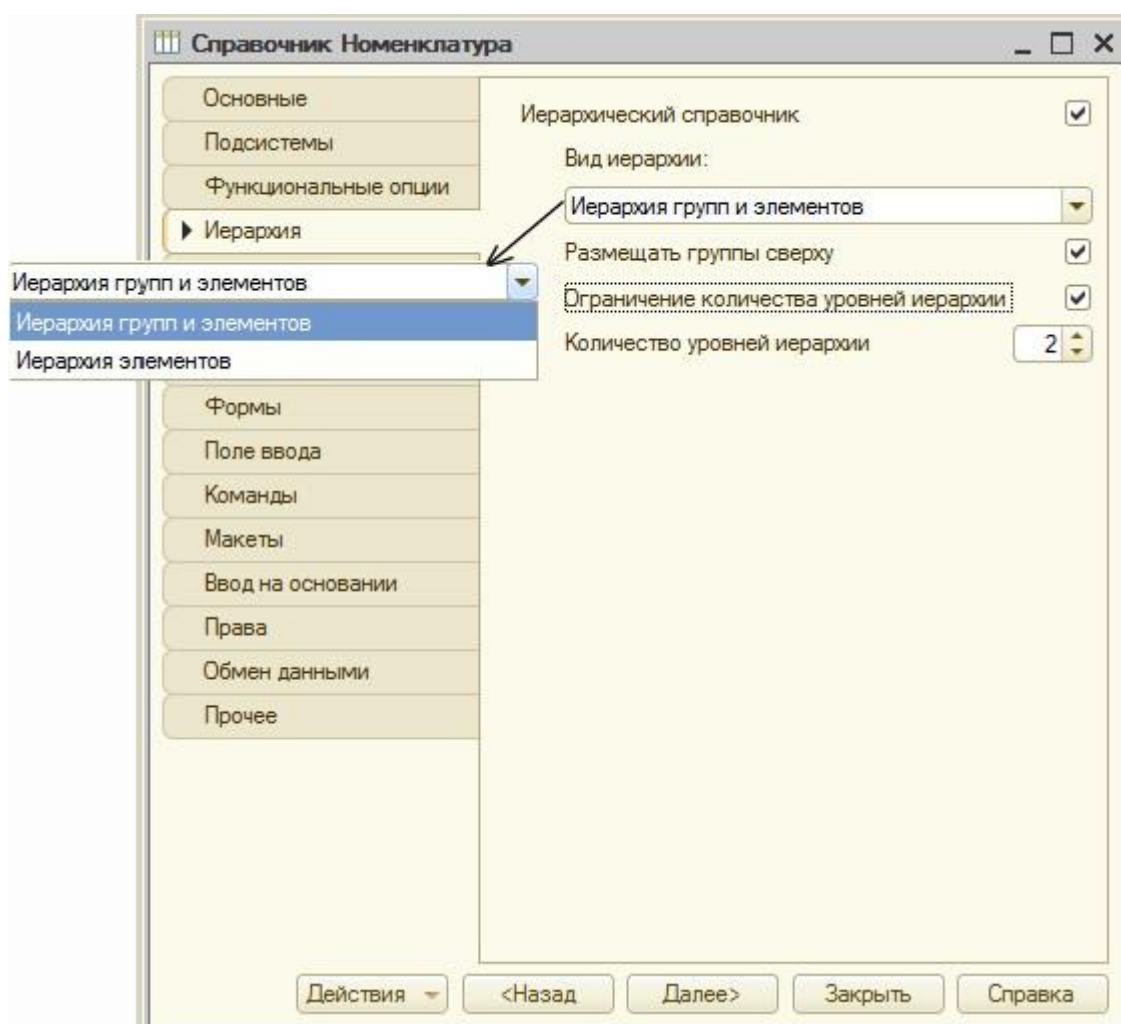 Справочник Номенклатура
Основные
Подсистемы
Функциональные опции
Иерархия
Иерархия групп и элементов
Иерархия групп и элементов
Иерархия элементов
Формы
Поле ввода
Команды
Макеты
Ввод на основании
Права
Обмен данными
Прочее
Иерархический справочник
Вид иерархии:
Иерархия групп и элементов
Размещать группы сверху
Ограничение количества уровней иерархии
Количество уровней иерархии 2
Действия <Назад Далее> Закрыть Справка